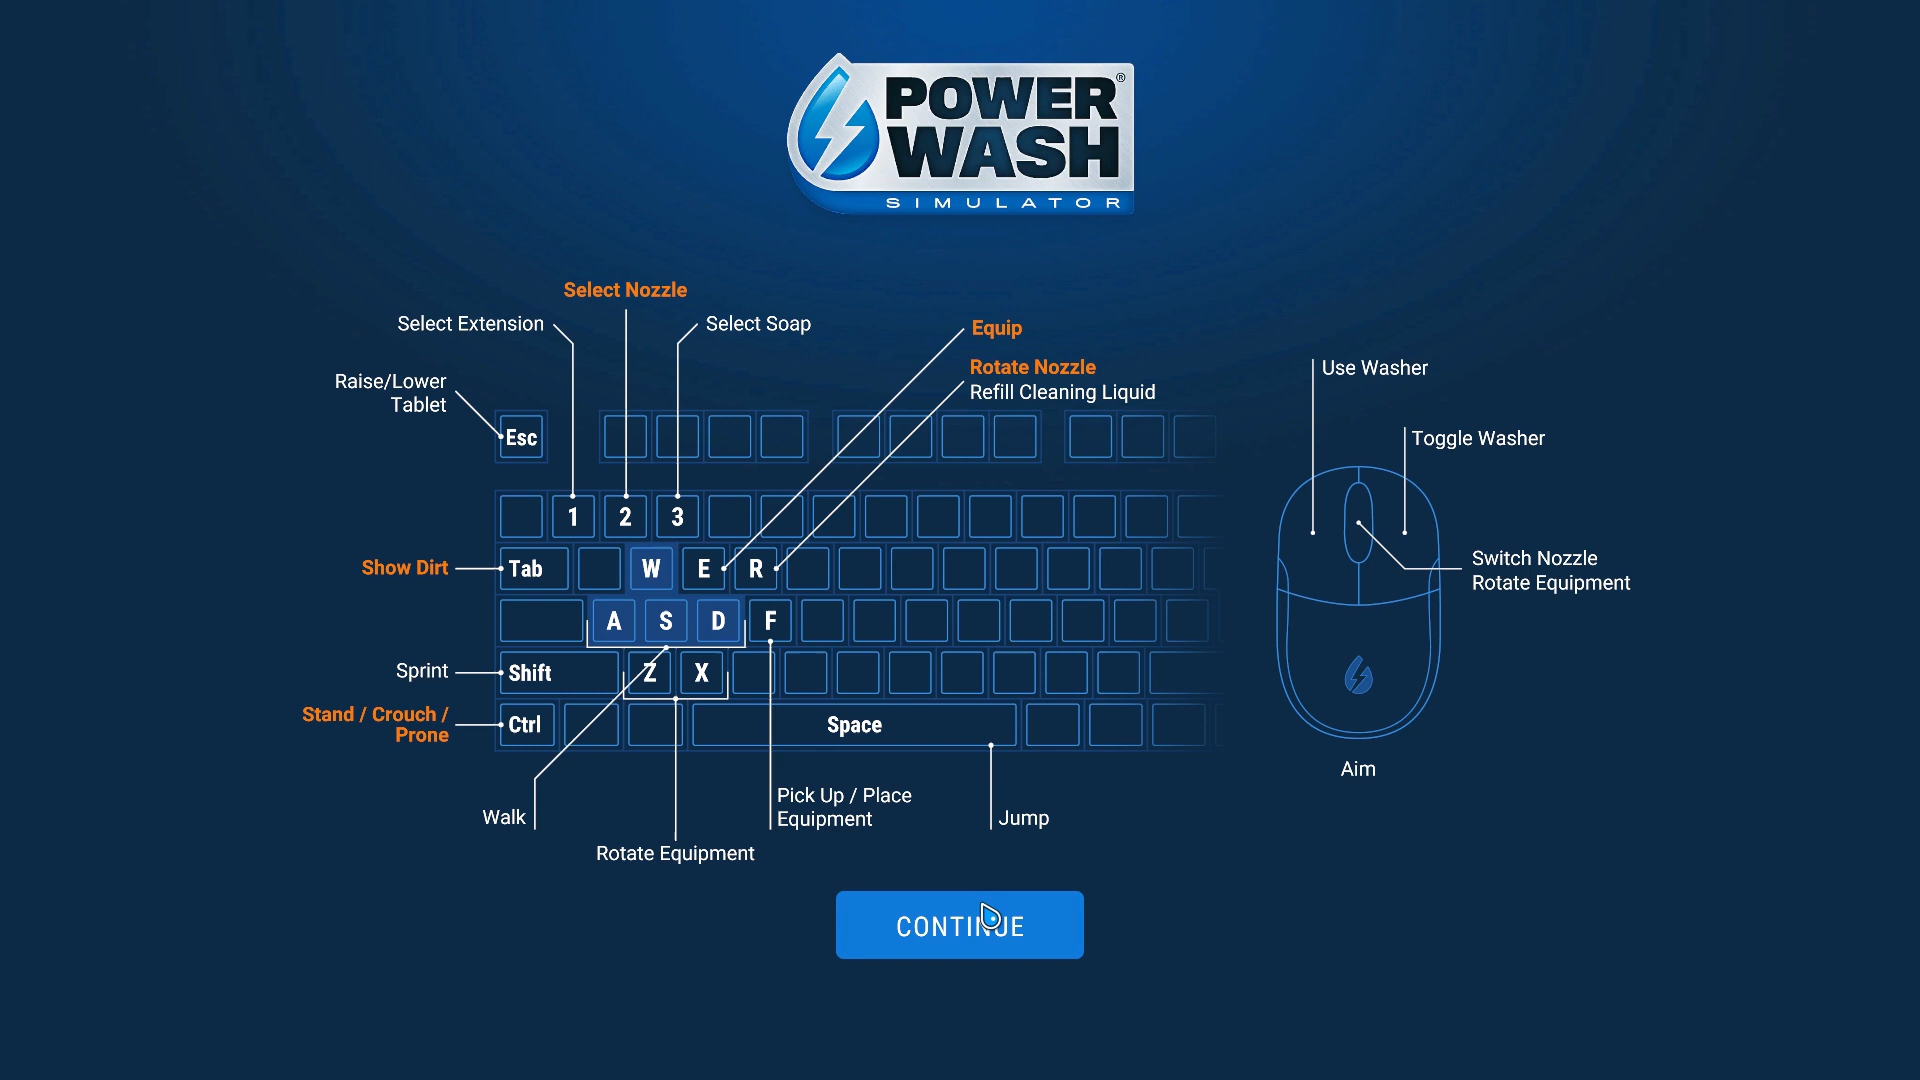 POWER®
WASH
SIMULATOR
Select Nozzle
Select Extension
Select Soap
Equip
Rotate Nozzle
Refill Cleaning Liquid
Use Washer
Raise/Lower
Tablet
Esc
Toggle Washer
1 2 3
Switch Nozzle
Rotate Equipment
Show Dirt
Tab W E R
A S D F
Sprint
Shift Z X
Stand / Crouch /
Prone
Ctrl Space
Aim
Walk
Pick Up / Place
Equipment
Jump
Rotate Equipment
CONTINUE